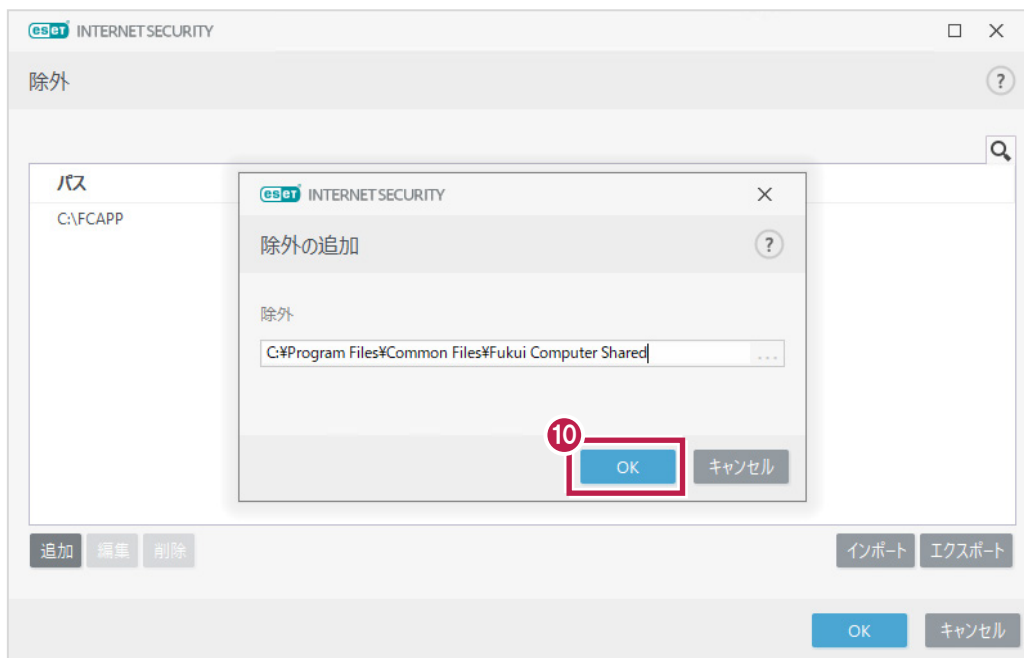 eset INTERNET SECURITY
除外
?
パス
C:\FCAPP
eset INTERNET SECURITY
除外の追加
?
除外
C:¥Program Files¥Common Files¥Fukui Computer Shared
...
10
OK キャンセル
追加 編集 削除 インポート エクスポート
OK キャンセル